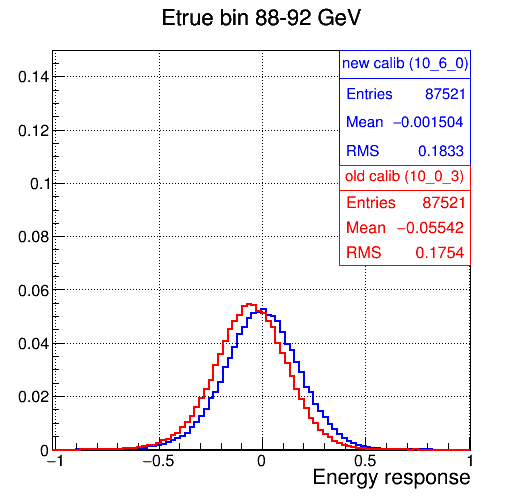 Etrue bin 88-92 GeV
new calib (10_6_0)
Entries 87521
Mean −0.001504
RMS 0.1833
old calib (10_0_3)
Entries 87521
Mean −0.05542
RMS 0.1754
0.14
0.12
0.1
0.08
0.06
0.04
0.02
0
−1 −0.5 0 0.5 1
Energy response